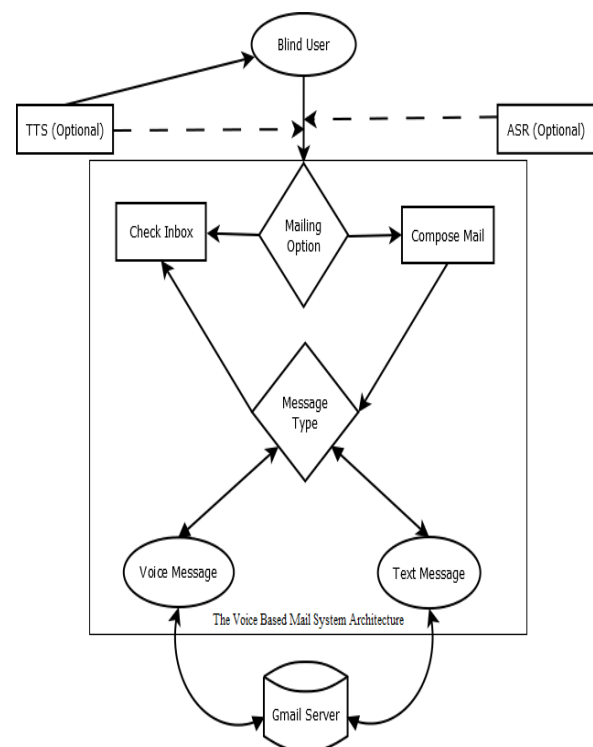 Blind User
TTS (Optional)
ASR (Optional)
Mailing
Option
Check Inbox
Compose Mail
Message
Type
Voice Message
Text Message
The Voice Based Mail System Architecture
Gmail Server